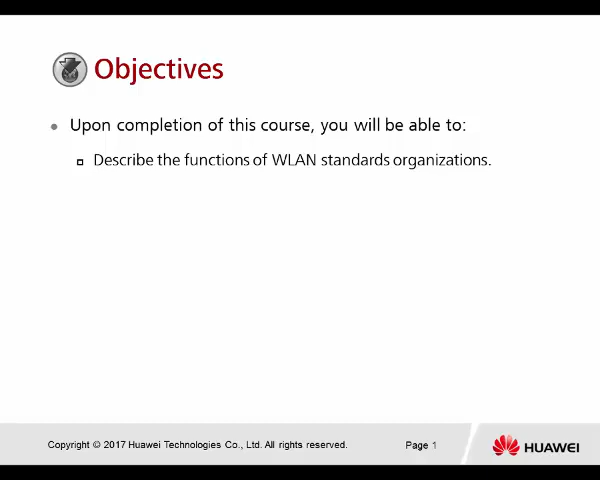 Objectives
Upon completion of this course, you will be able to:
Describe the functions of WLAN standards organizations.
Copyright © 2017 Huawei Technologies Co., Ltd. All rights reserved.
Page 1
HUAWEI